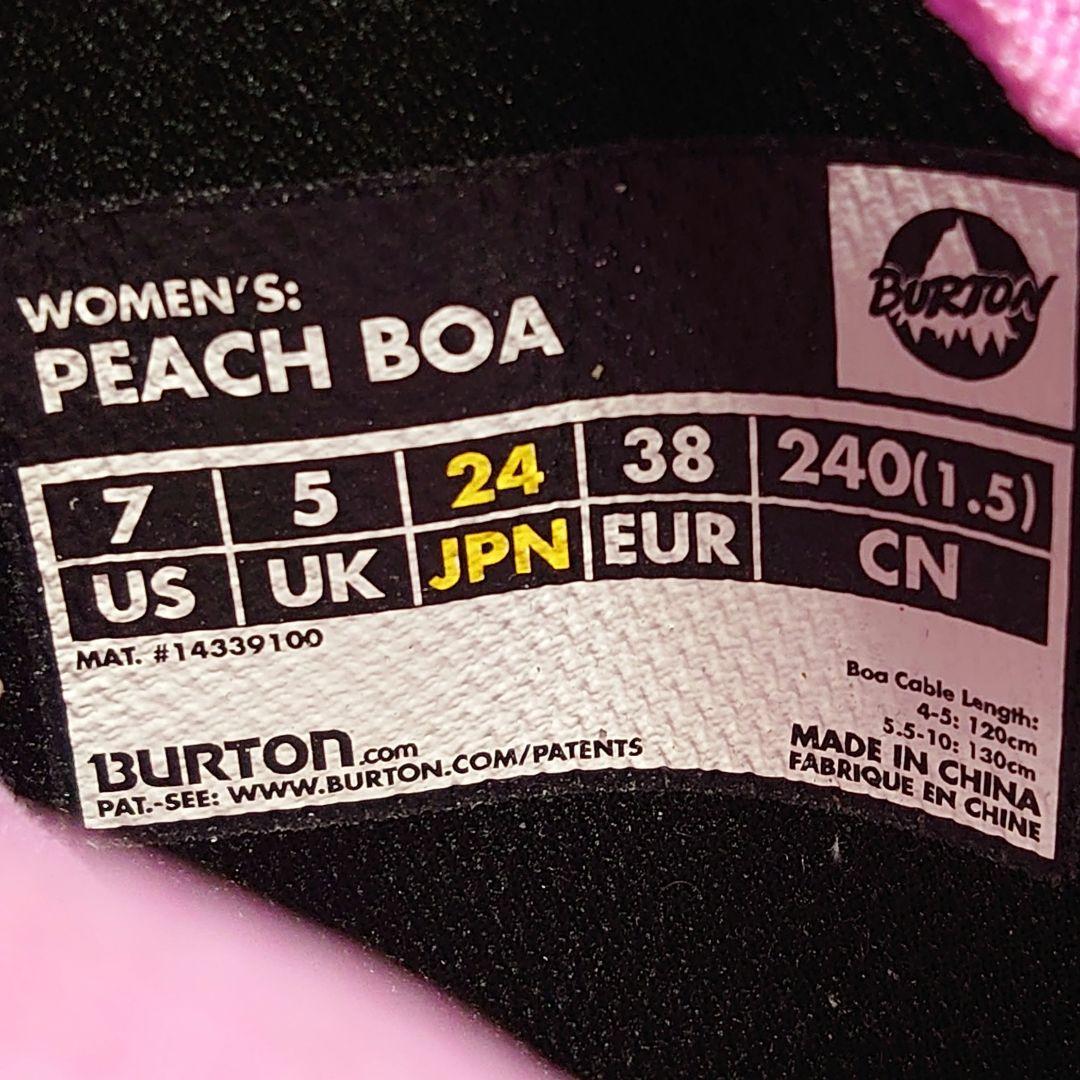 WOMEN'S:
PEACH BOA
BURTON
7 5 24 38 240(1.5)
US UK JPN EUR CN
MAT. #14339100
Boa Cable Length:
4-5: 120cm
5.5-10: 130cm
BURTON.com
PAT.-SEE: WWW.BURTON.COM/PATENTS
MADE IN CHINA
FABRIQUE EN CHINE